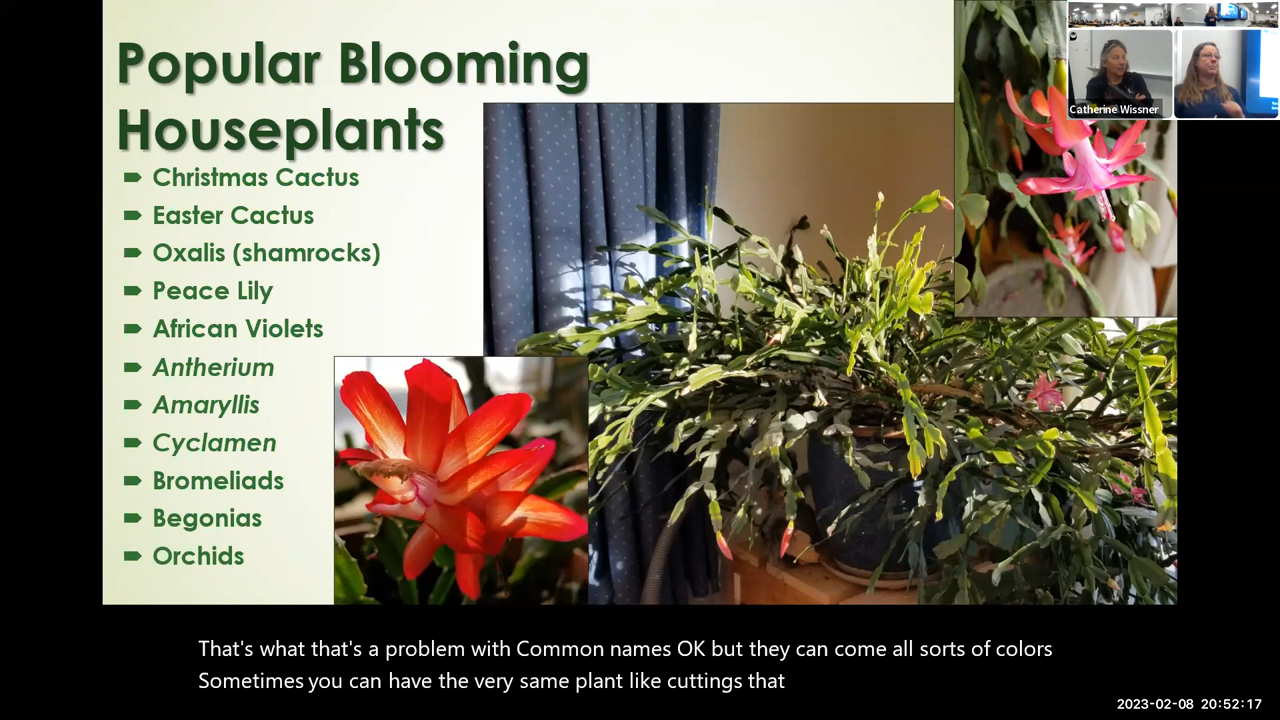 Popular Blooming
Houseplants
Christmas Cactus
Easter Cactus
Oxalis (shamrocks)
Peace Lily
African Violets
Antherium
Amaryllis
Cyclamen
Bromeliads
Begonias
Orchids
Catherine Wissner
That's what that's a problem with Common names OK but they can come all sorts of colors
Sometimes you can have the very same plant like cuttings that
2023-02-08 20:52:17